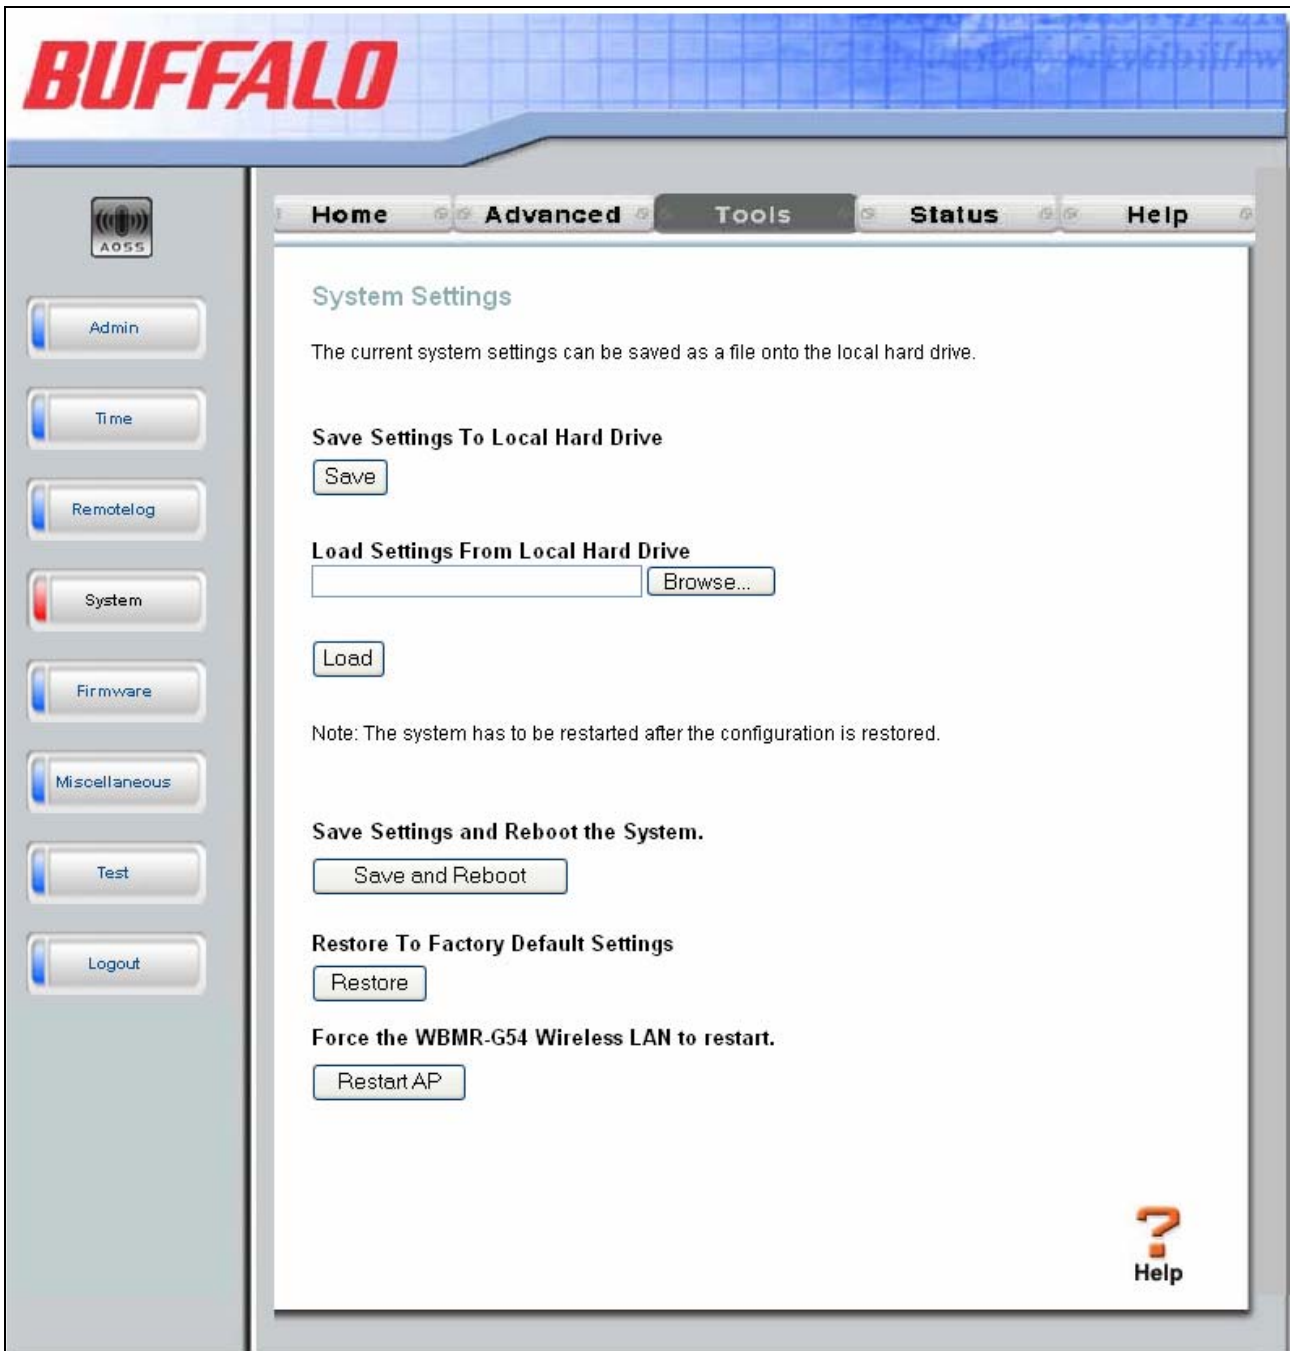 BUFFALO
AOSS
Home Advanced Tools Status Help
Admin
Time
Remotelog
System
Firmware
Miscellaneous
Test
Logout
System Settings
The current system settings can be saved as a file onto the local hard drive.
Save Settings To Local Hard Drive
Save
Load Settings From Local Hard Drive
Browse...
Load
Note: The system has to be restarted after the configuration is restored.
Save Settings and Reboot the System.
Save and Reboot
Restore To Factory Default Settings
Restore
Force the WBMR-G54 Wireless LAN to restart.
Restart AP
Help